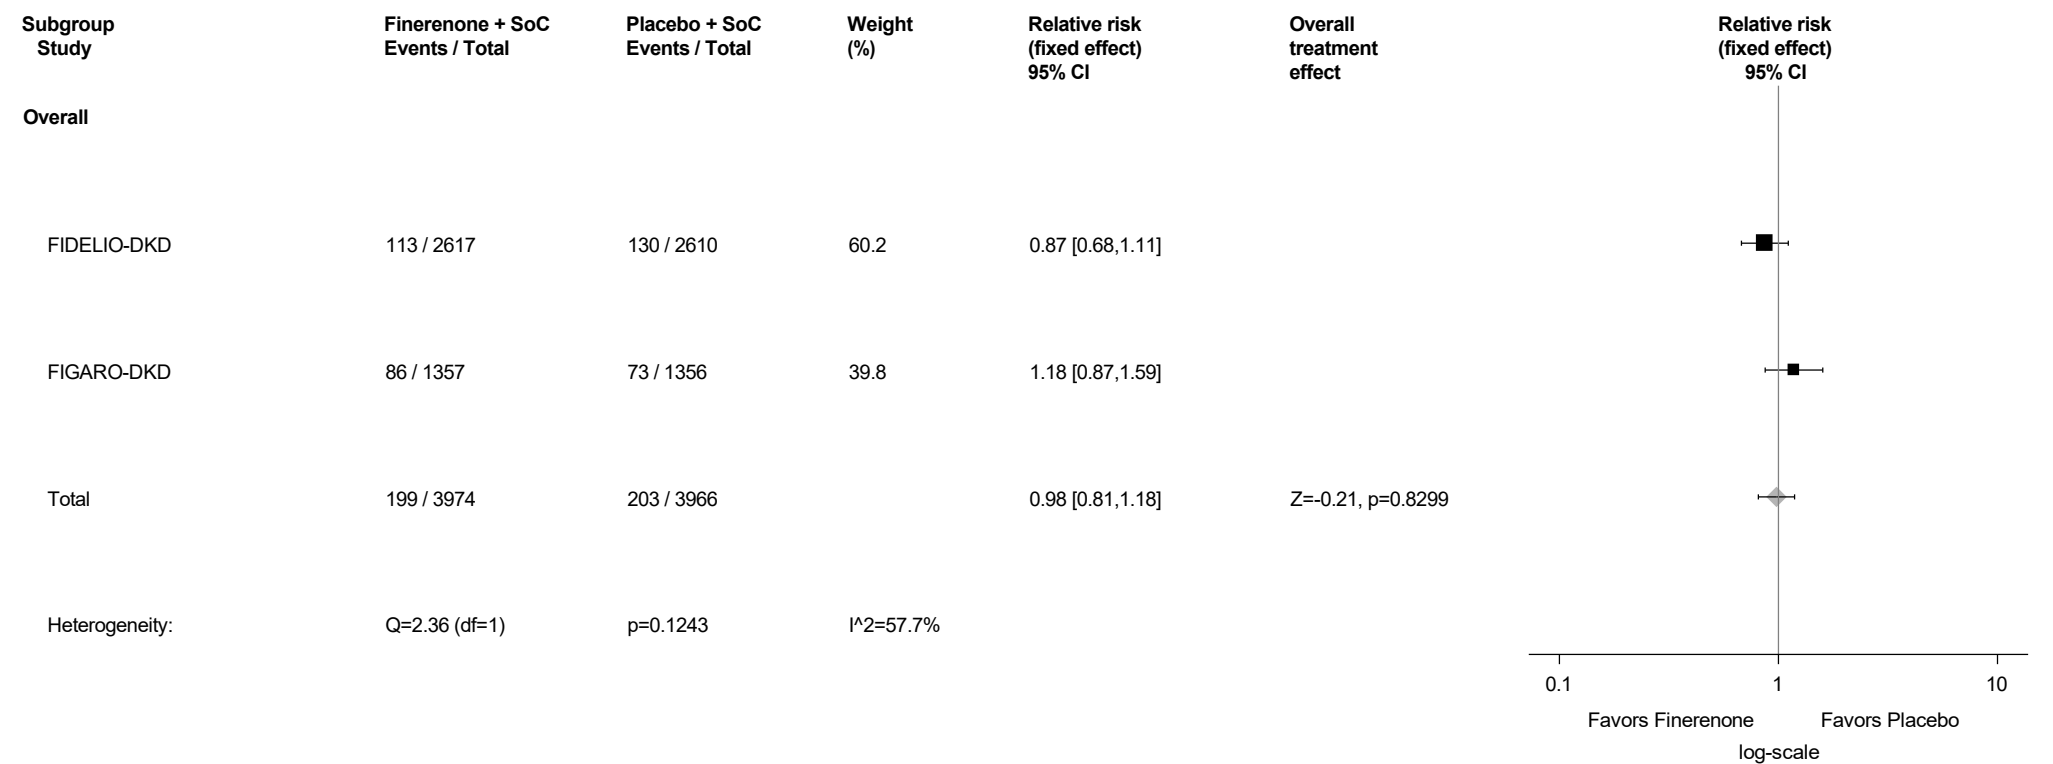 Subgroup Finerenone + SoC Placebo + SoC Weight Relative risk Overall Relative risk
Study Events / Total Events / Total (%) (fixed effect) treatment (fixed effect)
95% CI effect 95% CI
Overall
FIDELIO-DKD 113 / 2617 130 / 2610 60.2 0.87 [0.68,1.11]
FIGARO-DKD 86 / 1357 73 / 1356 39.8 1.18 [0.87,1.59]
Total 199 / 3974 203 / 3966 0.98 [0.81,1.18] Z=-0.21, p=0.8299
Heterogeneity: Q=2.36 (df=1) p=0.1243 I^2=57.7%
0.1 1 10
Favors Finerenone Favors Placebo
log-scale